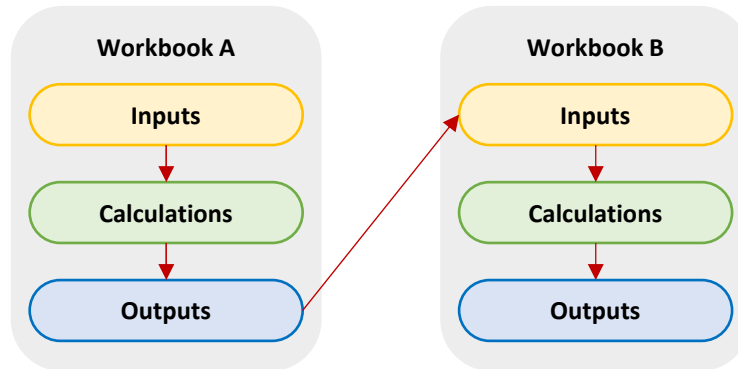 Workbook A
Inputs
Calculations
Outputs
Workbook B
Inputs
Calculations
Outputs